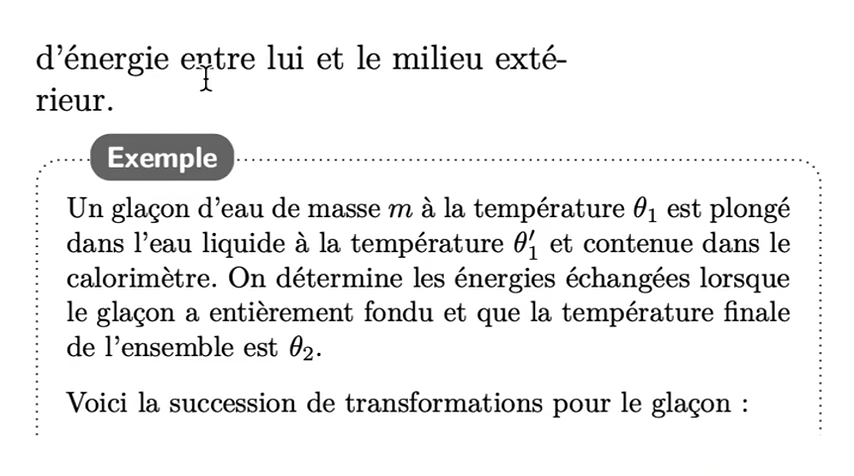 d'énergie entre lui et le milieu exté-
rieur.
Exemple
Un glaçon d'eau de masse m à la température θ₁ est plongé
dans l'eau liquide à la température θ₁′ et contenue dans le
calorimètre. On détermine les énergies échangées lorsque
le glaçon a entièrement fondu et que la température finale
de l'ensemble est θ₂.
Voici la succession de transformations pour le glaçon :